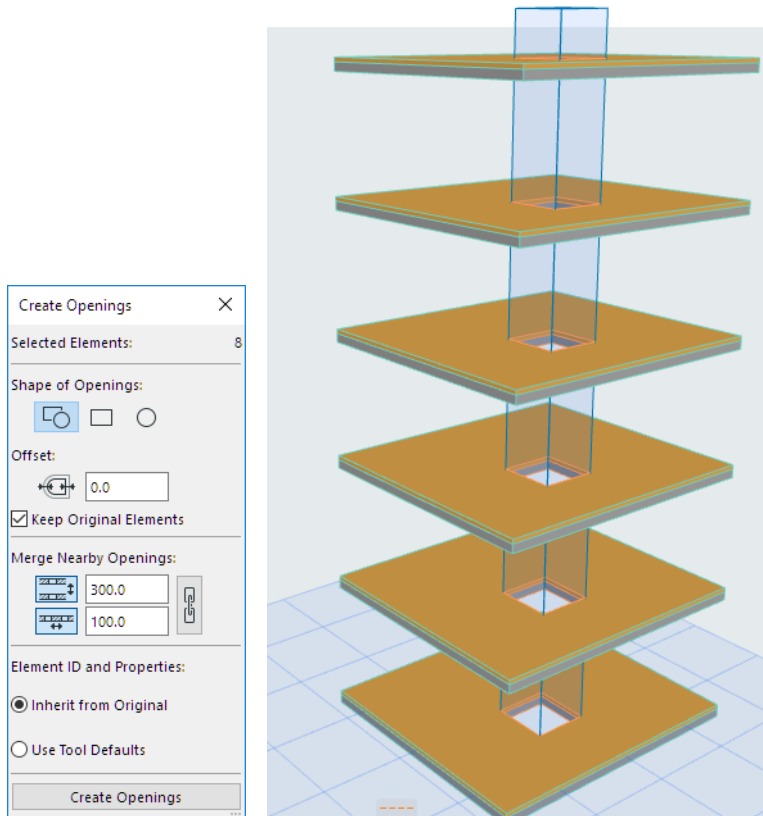 Create Openings
Selected Elements: 8
Shape of Openings:
Offset:
0.0
Keep Original Elements
Merge Nearby Openings:
300.0
100.0
Element ID and Properties:
Inherit from Original
Use Tool Defaults
Create Openings